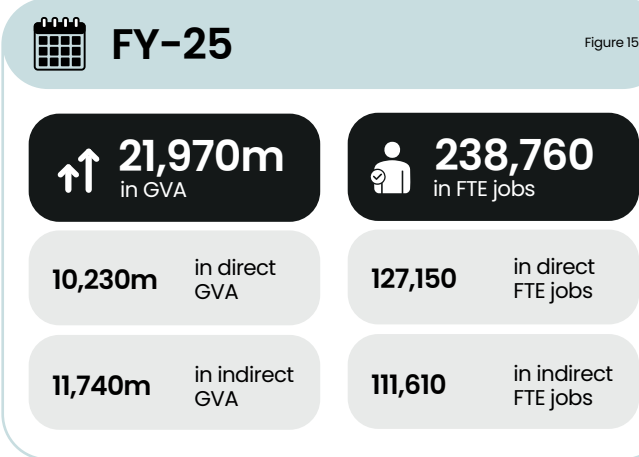 FY-25
Figure 15
21,970m
in GVA
238,760
in FTE jobs
10,230m
in direct
GVA
127,150
in direct
FTE jobs
11,740m
in indirect
GVA
111,610
in indirect
FTE jobs